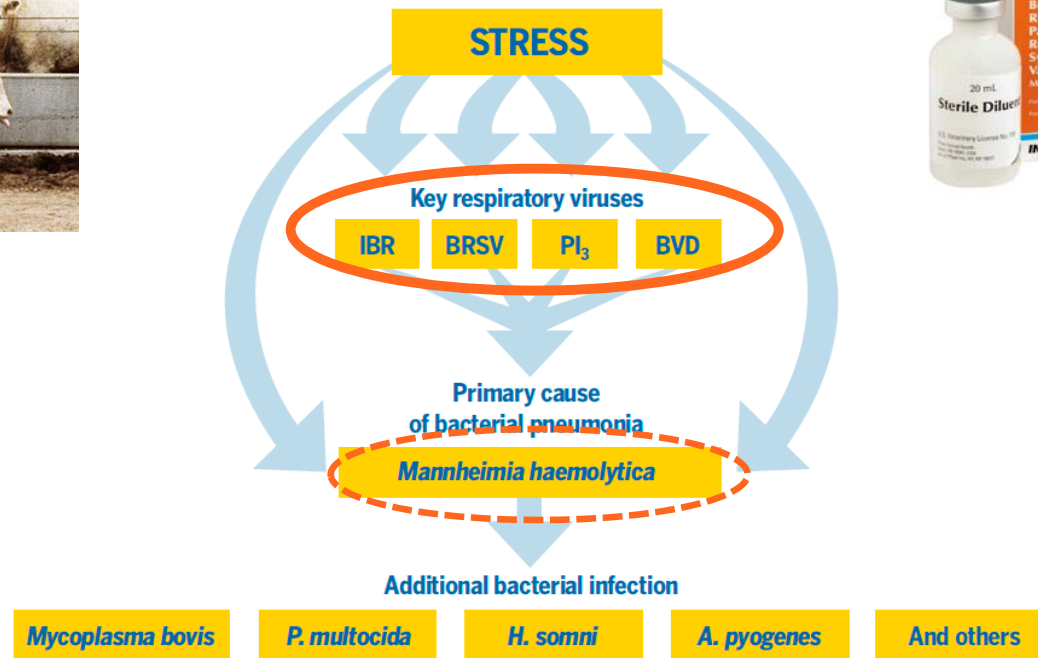 STRESS
Key respiratory viruses
IBR
BRSV
PI₃
BVD
Primary cause
of bacterial pneumonia
Mannheimia haemolytica
Additional bacterial infection
Mycoplasma bovis
P. multocida
H. somni
A. pyogenes
And others
20 mL
Sterile